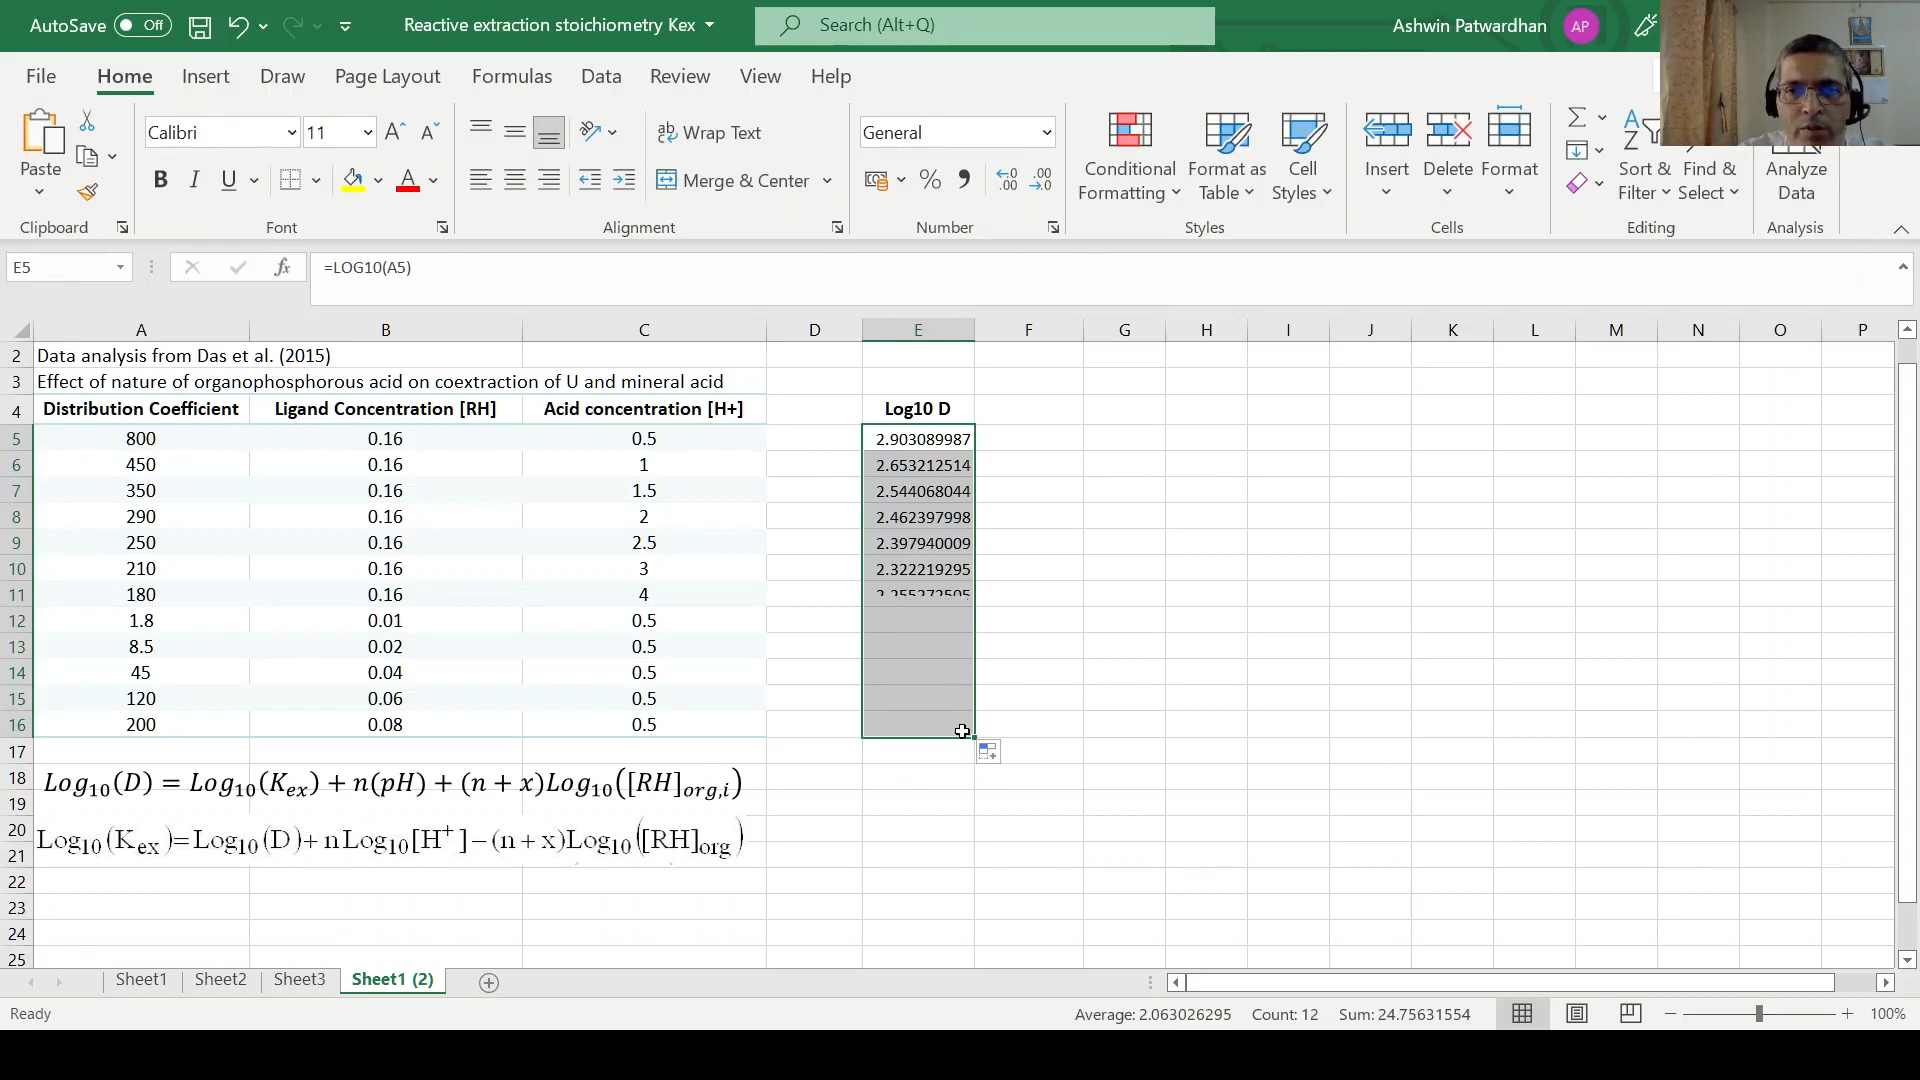 AutoSave Off Reactive extraction stoichiometry Kex Search (Alt+Q) Ashwin Patwardhan AP
File Home Insert Draw Page Layout Formulas Data Review View Help
Paste Calibri 11 Wrap Text General Conditional Formatting Format as Table Cell Styles Insert Delete Format Sort & Filter Find & Select Analyze Data
B I U Merge & Center
Clipboard Font Alignment Number Styles Cells Editing Analysis
E5 fx =LOG10(A5)
A B C D E F G H I J K L M N O P
2 Data analysis from Das et al. (2015)
3 Effect of nature of organophosphorous acid on coextraction of U and mineral acid
4 Distribution Coefficient Ligand Concentration [RH] Acid concentration [H+] Log10 D
5 800 0.16 0.5 2.903089987
6 450 0.16 1 2.653212514
7 350 0.16 1.5 2.544068044
8 290 0.16 2 2.462397998
9 250 0.16 2.5 2.397940009
10 210 0.16 3 2.322219295
11 180 0.16 4 2.255272505
12 1.8 0.01 0.5
13 8.5 0.02 0.5
14 45 0.04 0.5
15 120 0.06 0.5
16 200 0.08 0.5
17
18 Log₁₀(D) = Log₁₀(Kₑₓ) + n(pH) + (n + x)Log₁₀([RH]org,i)
19
20 Log₁₀(Kₑₓ)=Log₁₀(D)+ n Log₁₀[H⁺]−(n + x)Log₁₀([RH]org)
21
22
23
24
25
Sheet1 Sheet2 Sheet3 Sheet1 (2)
Ready Average: 2.063026295 Count: 12 Sum: 24.75631554 100%